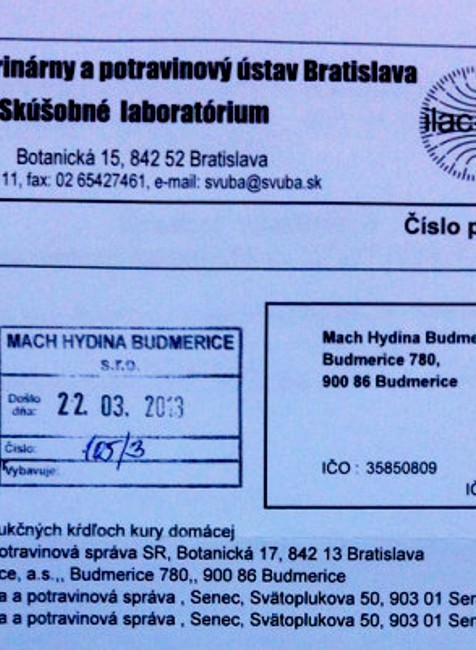 rinárny a potravinový ústav Bratislava
Skúšobné laboratórium
ilac
Botanická 15, 842 52 Bratislava
11, fax: 02 65427461, e-mail: svuba@svuba.sk
Číslo p
MACH HYDINA BUDMERICE
s.r.o.
Došlo
dňa: 22. 03. 2013
Číslo: 105/3
Vybavuje:
Mach Hydina Budme
Budmerice 780,
900 86 Budmerice
IČO : 35850809
IČ
ukčných kŕdľoch kury domácej
otravinová správa SR, Botanická 17, 842 13 Bratislava
ce, a.s.,, Budmerice 780,, 900 86 Budmerice
a a potravinová správa , Senec, Svätoplukova 50, 903 01 Sen
a a potravinová správa , Senec, Svätoplukova 50, 903 01 Sen